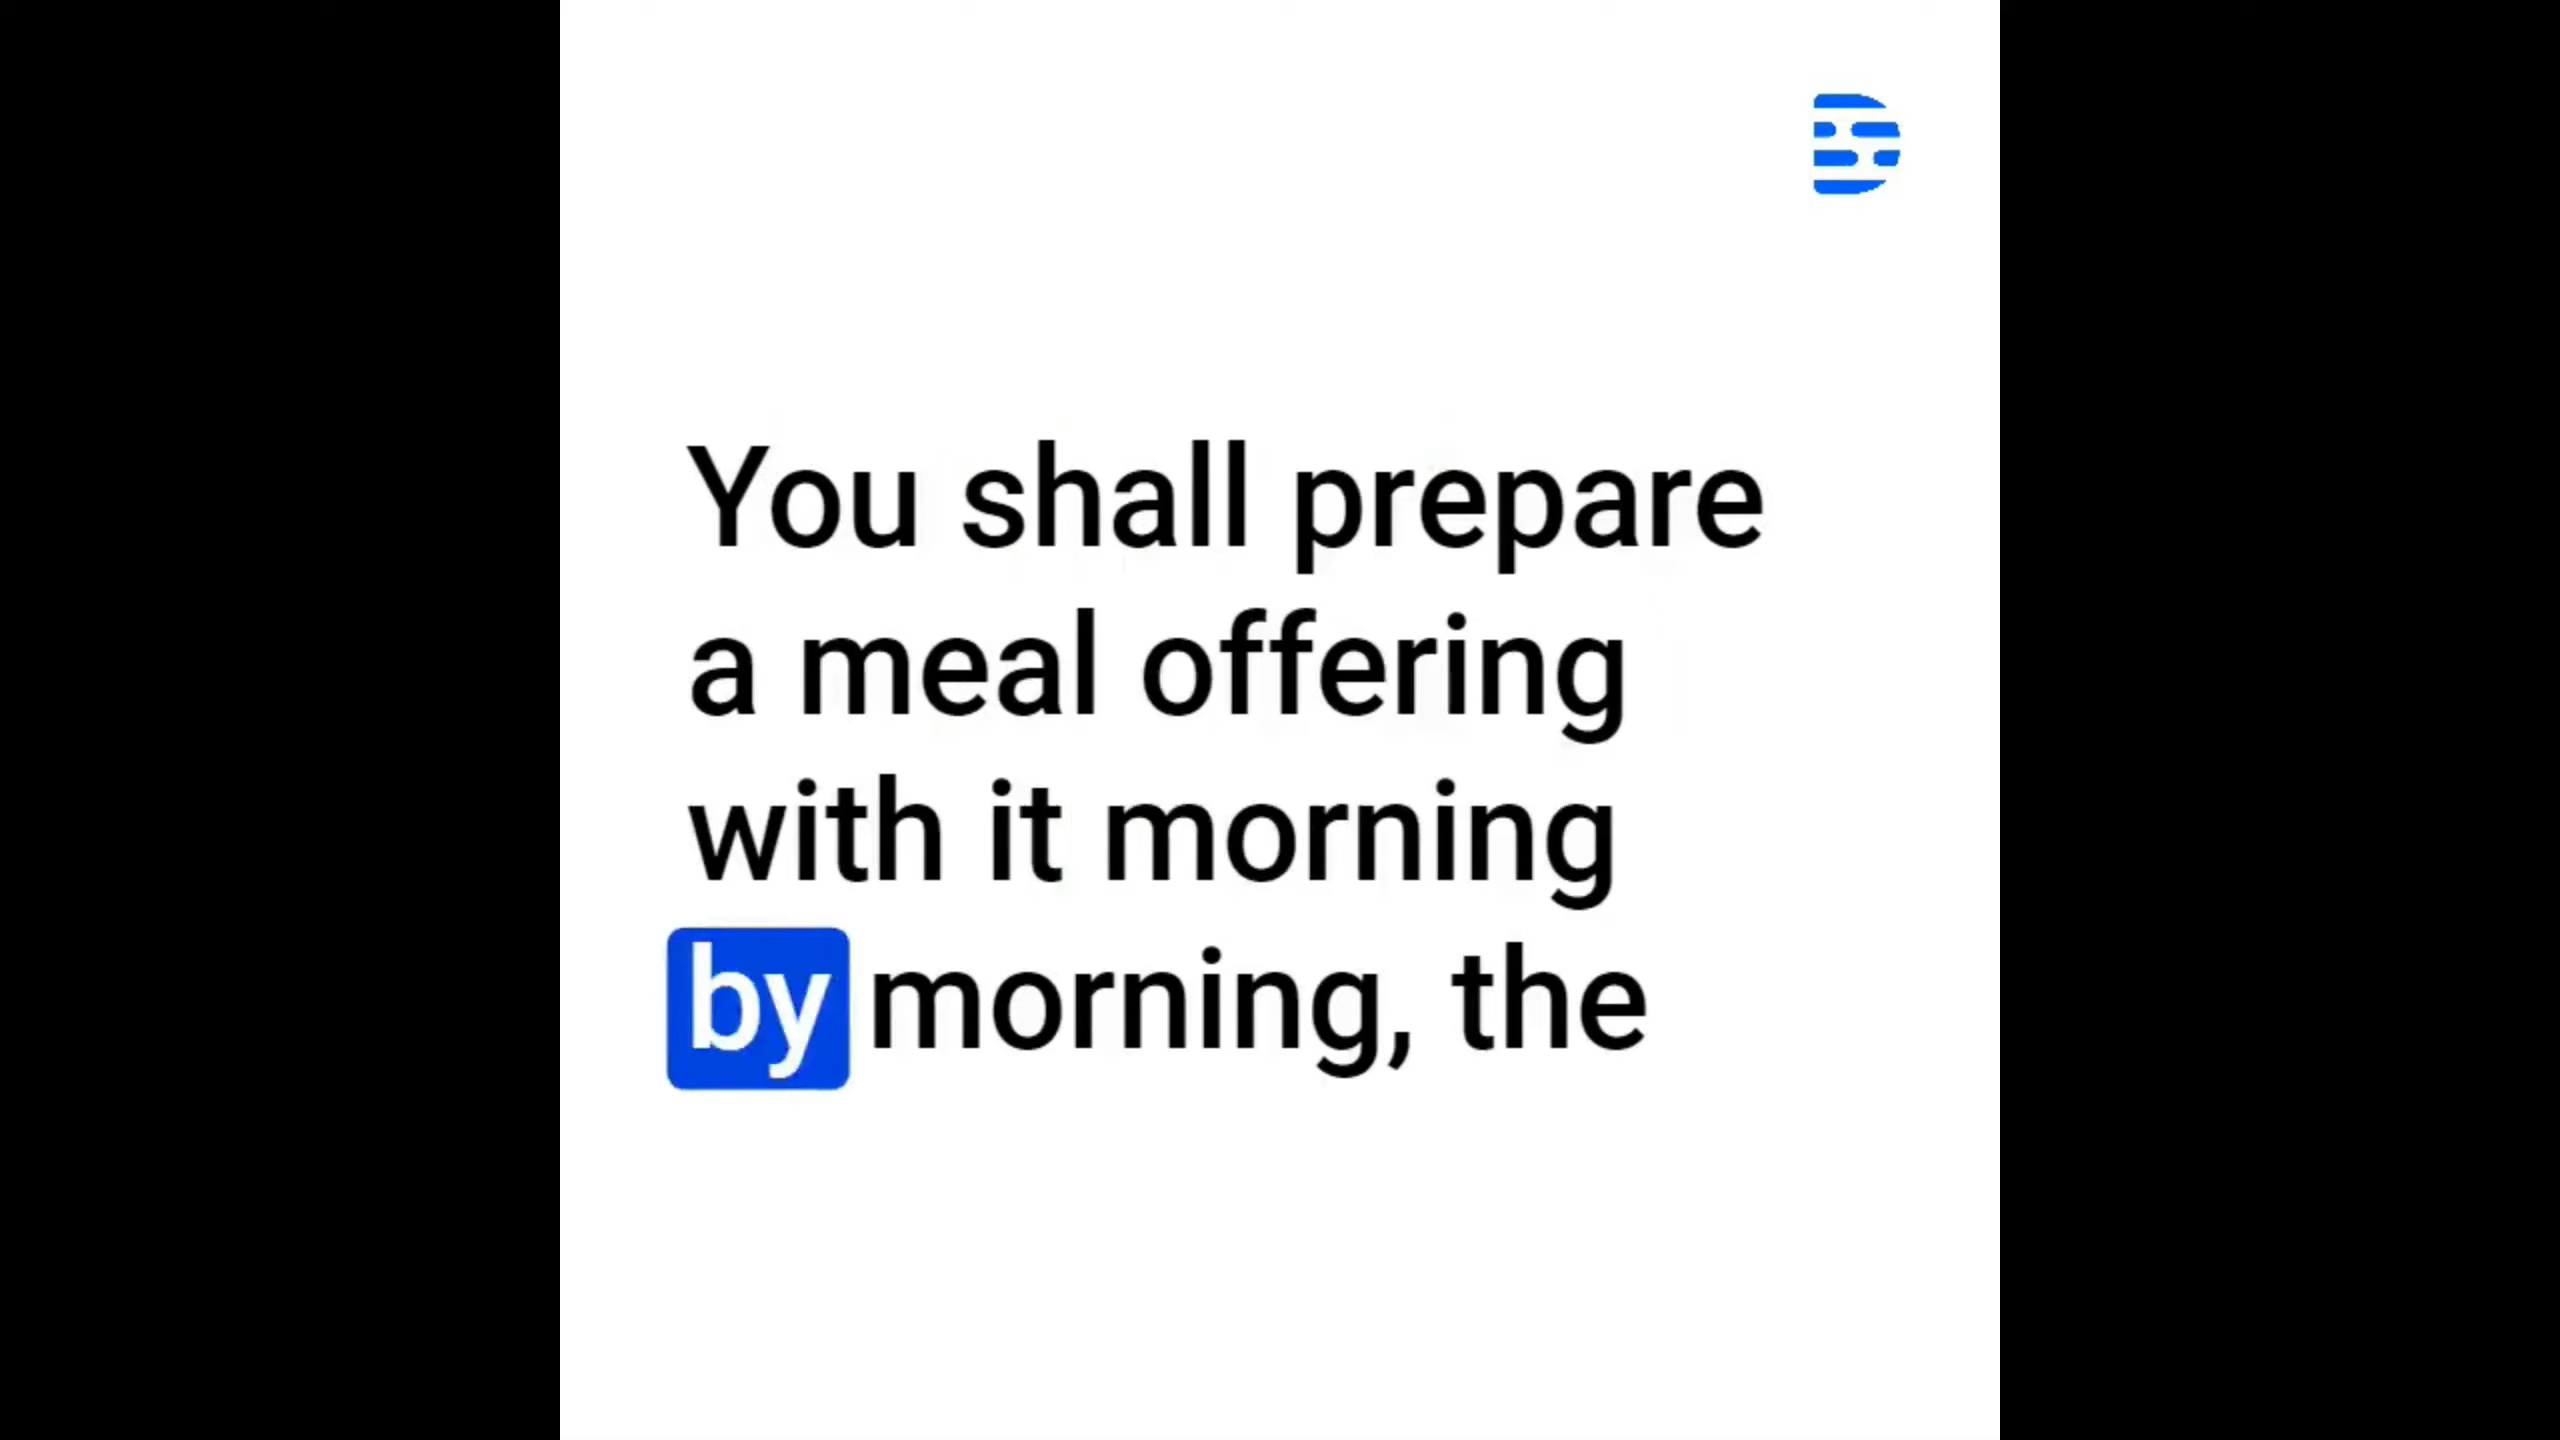 You shall prepare
a meal offering
with it morning
by morning, the